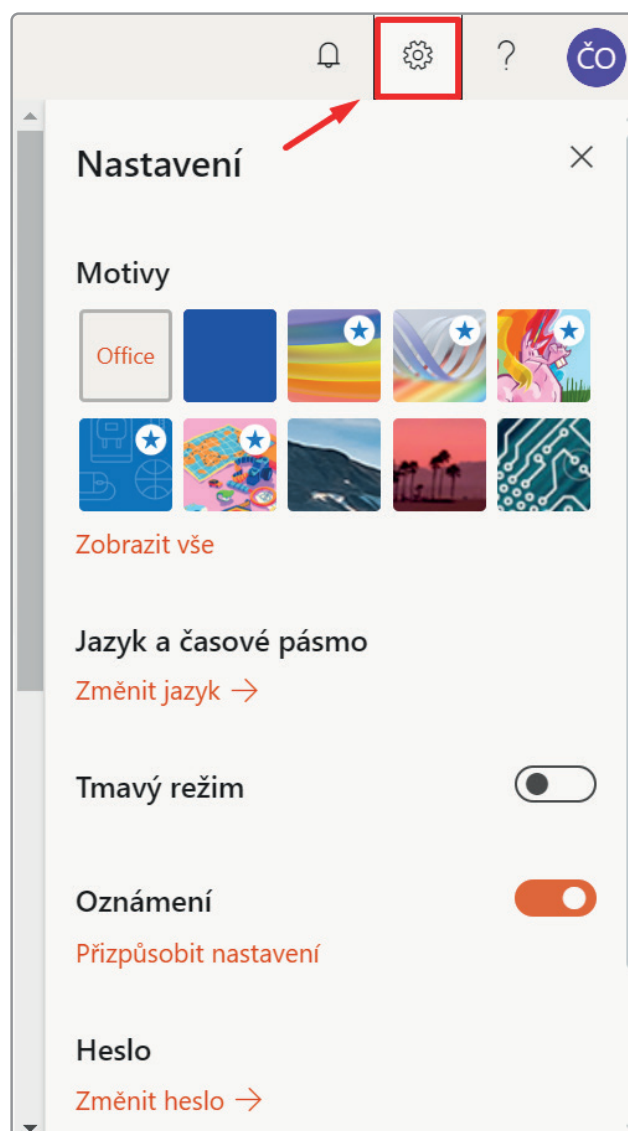 ?
ČO
Nastavení
Motivy
Office
Zobrazit vše
Jazyk a časové pásmo
Změnit jazyk →
Tmavý režim
Oznámení
Přizpůsobit nastavení
Heslo
Změnit heslo →